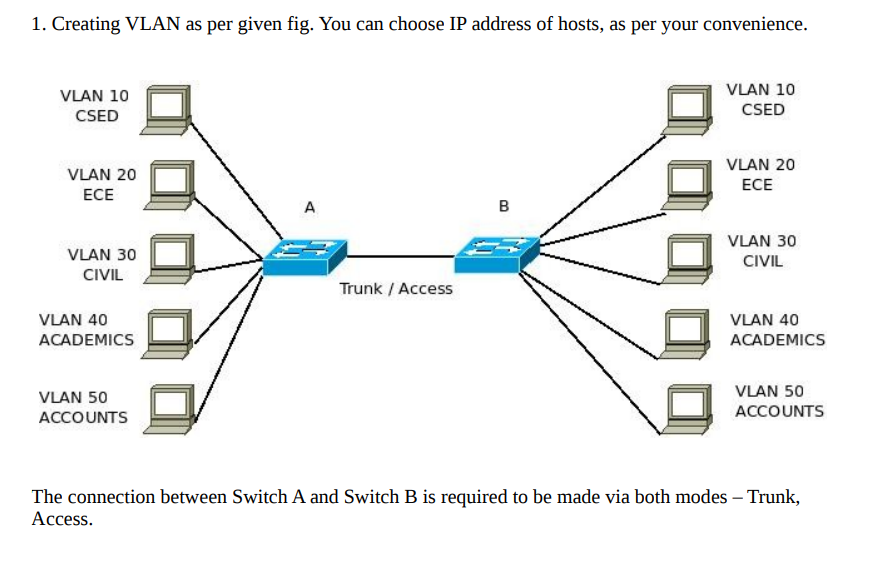 1. Creating VLAN as per given fig. You can choose IP address of hosts, as per your convenience.
VLAN 10
CSED
VLAN 20
ECE
VLAN 30
CIVIL
VLAN 40
ACADEMICS
VLAN 50
ACCOUNTS
A
B
Trunk / Access
VLAN 10
CSED
VLAN 20
ECE
VLAN 30
CIVIL
VLAN 40
ACADEMICS
VLAN 50
ACCOUNTS
The connection between Switch A and Switch B is required to be made via both modes – Trunk,
Access.